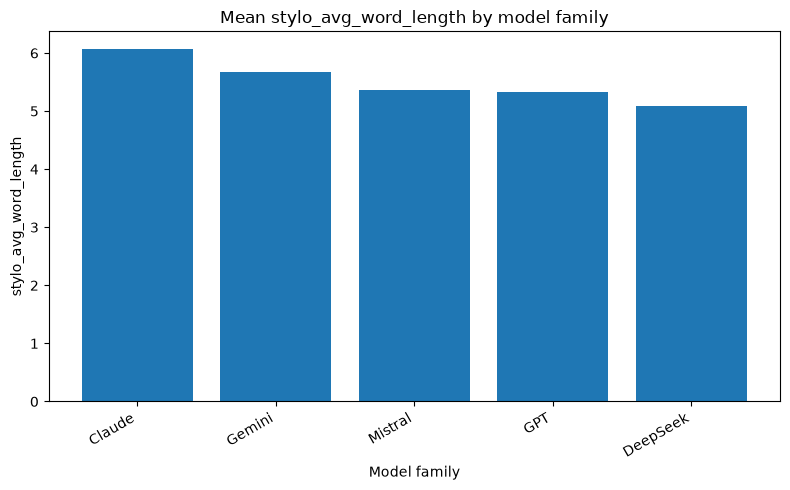 Mean stylo_avg_word_length by model family
stylo_avg_word_length
6
5
4
3
2
1
0
Claude
Gemini
Mistral
GPT
DeepSeek
Model family